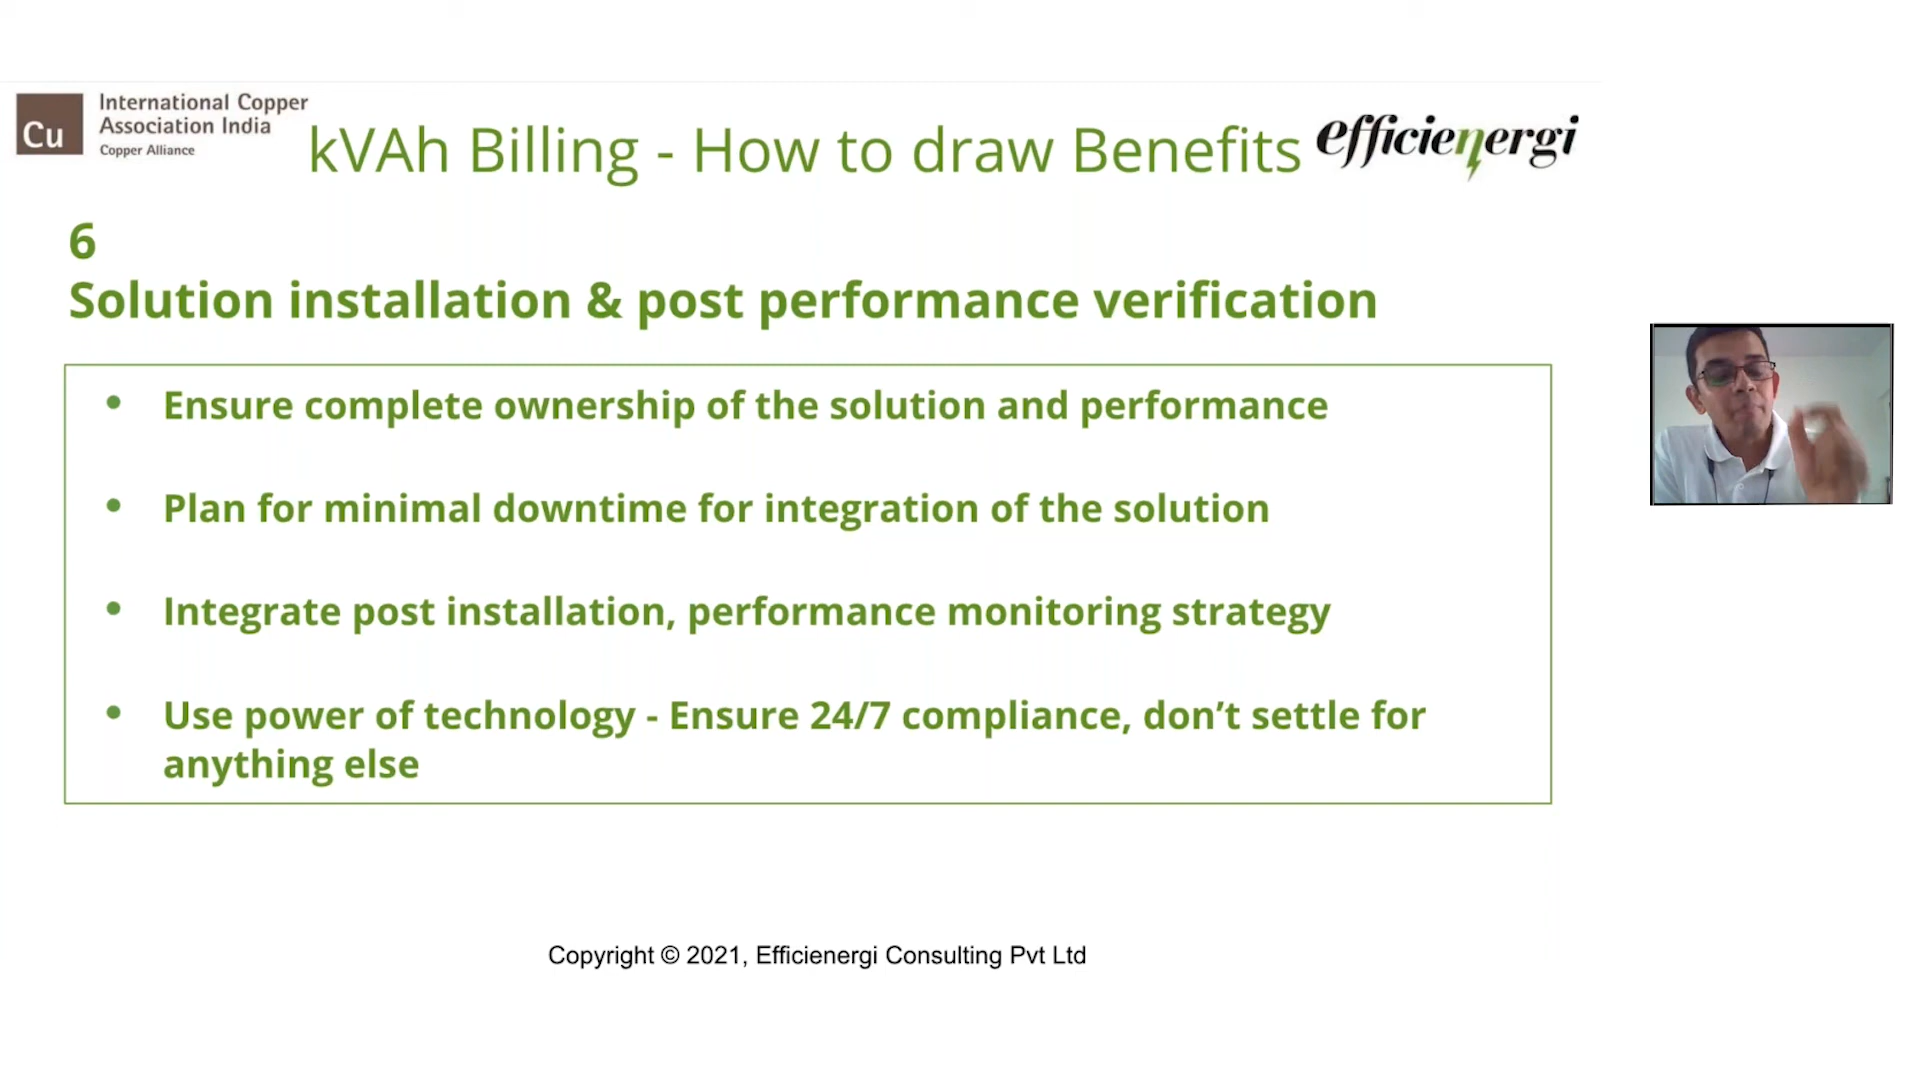 Cu
International Copper
Association India
Copper Alliance
kVAh Billing - How to draw Benefits
efficienergi
6
Solution installation & post performance verification
• Ensure complete ownership of the solution and performance
• Plan for minimal downtime for integration of the solution
• Integrate post installation, performance monitoring strategy
• Use power of technology - Ensure 24/7 compliance, don’t settle for
anything else
Copyright © 2021, Efficienergi Consulting Pvt Ltd